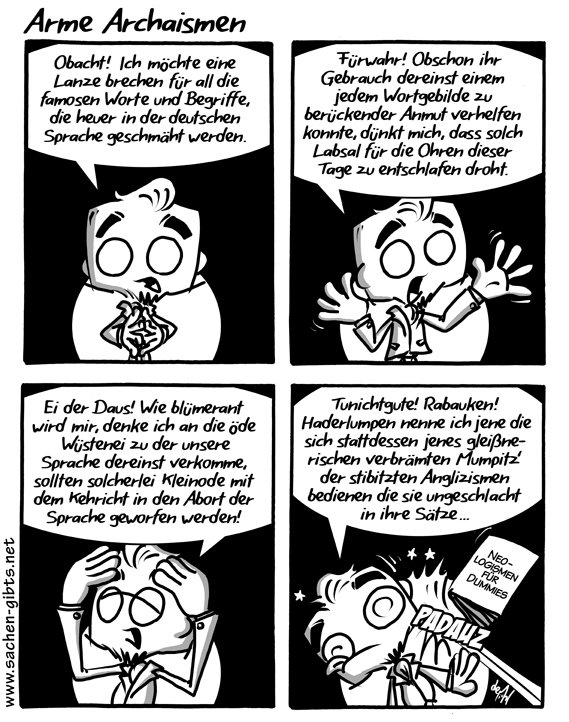 Arme Archaismen
Obacht! Ich möchte eine
Lanze brechen für all die
famosen Worte und Begriffe,
die heuer in der deutschen
Sprache geschmäht werden.
Fürwahr! Obschon ihr
Gebrauch dereinst einem
jedem Wortgebilde zu
berückender Anmut verhelfen
konnte, dünkt mich, dass solch
Labsal für die Ohren dieser
Tage zu entschlafen droht.
Ei der Daus! Wie blümerant
wird mir, denke ich an die öde
Wüstenei zu der unsere
Sprache dereinst verkomme,
sollten solcherlei Kleinode mit
dem Kehricht in den Abort der
Sprache geworfen werden!
Tunichtgute! Rabauken!
Haderlumpen nenne ich jene die
sich stattdessen jenes gleißne-
rischen verbrämten Mumpitz'
der stibitzten Anglizismen
bedienen die sie ungeschlacht
in ihre Sätze...
NEO-
LOGISMEN
FÜR
DUMMIES
PADAUZ
www.sachen-gibts.net